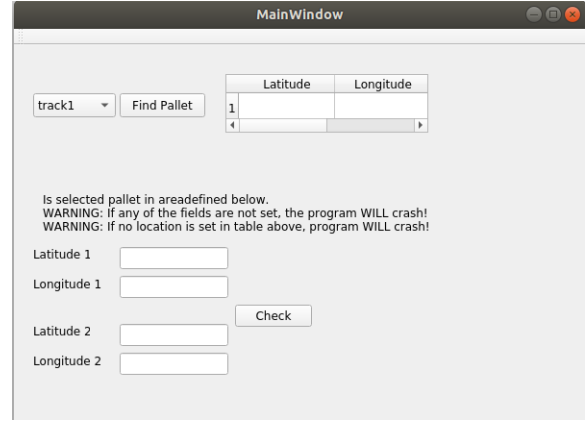 MainWindow
Latitude Longitude
track1 Find Pallet
1
Is selected pallet in areadefined below.
WARNING: If any of the fields are not set, the program WILL crash!
WARNING: If no location is set in table above, program WILL crash!
Latitude 1
Longitude 1
Check
Latitude 2
Longitude 2